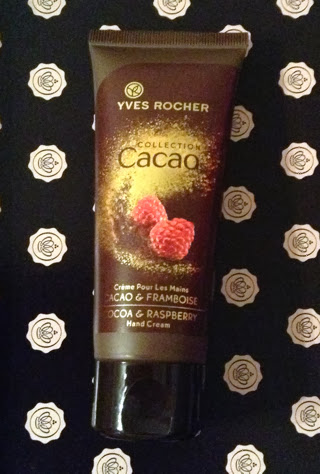 YVES ROCHER
COLLECTION
Cacao
Crème Pour Les Mains
CACAO & FRAMBOISE
COCOA & RASPBERRY
Hand Cream